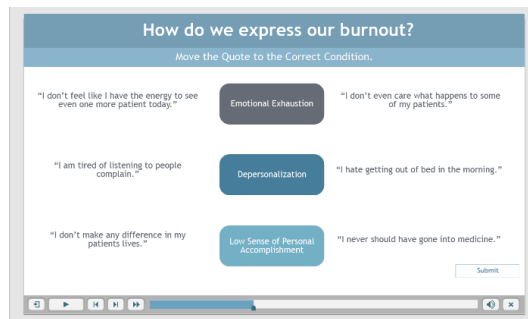 How do we express our burnout?
Move the Quote to the Correct Condition.
“I don’t feel like I have the energy to see
even one more patient today.”
Emotional Exhaustion
“I don’t even care what happens to some
of my patients.”
“I am tired of listening to people
complain.”
Depersonalization
“I hate getting out of bed in the morning.”
“I don’t make any difference in my
patients lives.”
Low Sense of Personal
Accomplishment
“I never should have gone into medicine.”
Submit